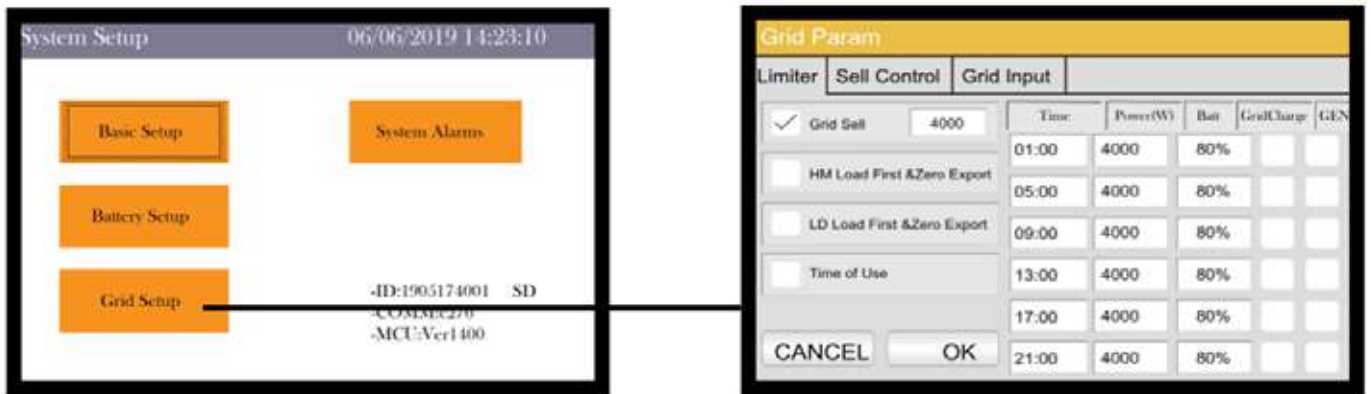 System Setup 06/06/2019 14:23:10
Basic Setup System Alarms
Battery Setup
Grid Setup
-ID:1905174001 SD
-COMM:c276
-MCU:Ver1400
Grid Param
Limiter Sell Control Grid Input
Grid Sell 4000
HM Load First &Zero Export
LD Load First &Zero Export
Time of Use
CANCEL OK
Time Power(W) Batt GridCharge GEN
01:00 4000 80%
05:00 4000 80%
09:00 4000 80%
13:00 4000 80%
17:00 4000 80%
21:00 4000 80%